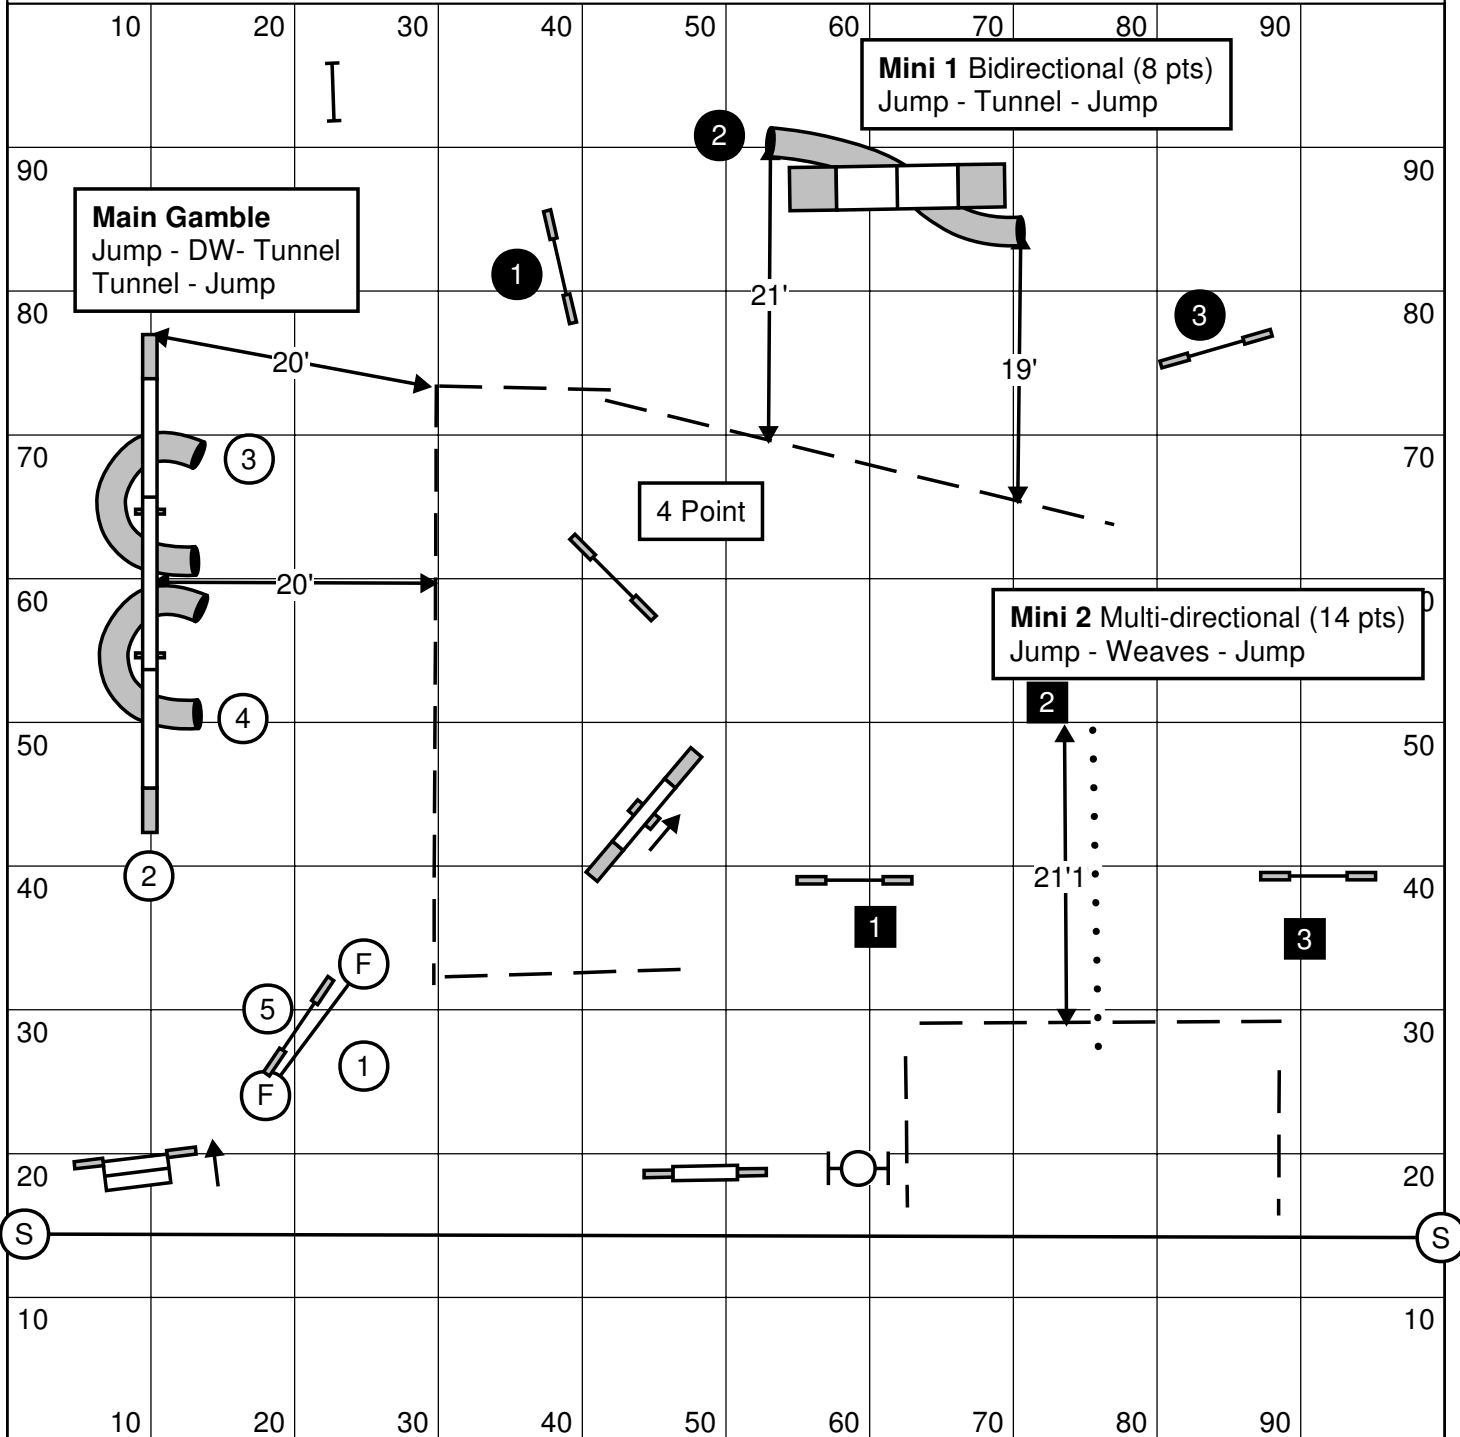 10 20 30 40 50 60 70 80 90
Mini 1 Bidirectional (8 pts)
Jump - Tunnel - Jump
2
90 90
Main Gamble
Jump - DW- Tunnel
Tunnel - Jump
1
21'
80 80
3
20'
19'
70 70
3
4 Point
20'
60 0
Mini 2 Multi-directional (14 pts)
Jump - Weaves - Jump
2
4
50 50
2
21'1
40 40
1
3
F
5
30 30
1
F
20 20
S S
10 10
10 20 30 40 50 60 70 80 90